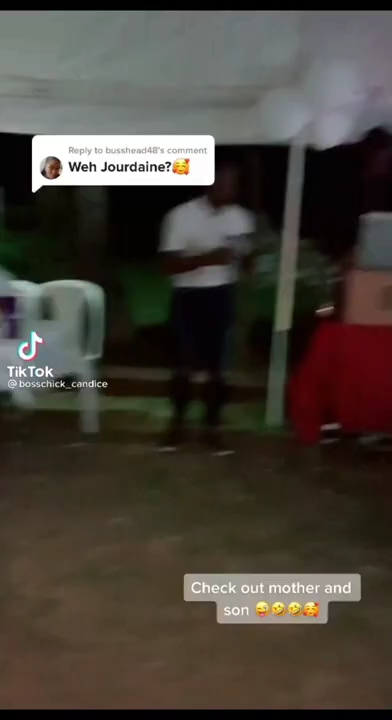 Reply to busshead48's comment
Weh Jourdaine?🥰
TikTok
@bosschick_candice
Check out mother and
son 😜🤣🤣🥰